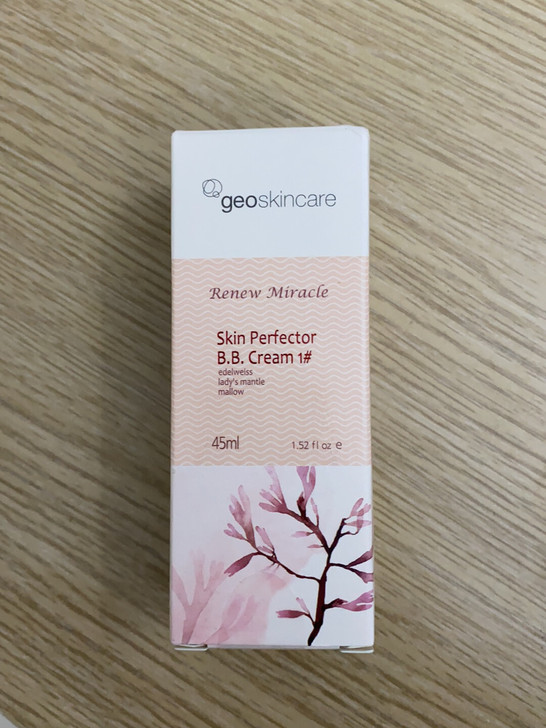 geoskincare
Renew Miracle
Skin Perfector
B.B. Cream 1#
edelweiss
lady's mantle
mallow
45ml 1.52 fl oz e